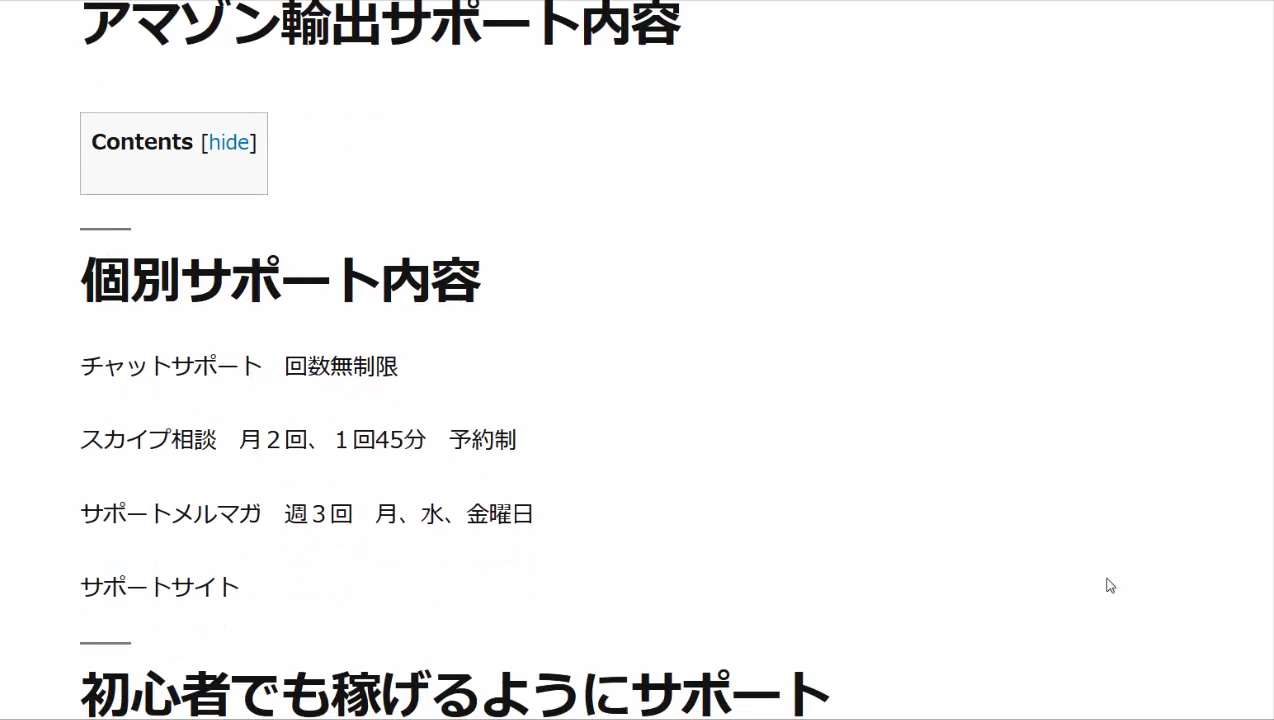 アマゾン輸出サポート内容
Contents [hide]
個別サポート内容
チャットサポート　回数無制限
スカイプ相談　月２回、１回45分　予約制
サポートメルマガ　週３回　月、水、金曜日
サポートサイト
初心者でも稼げるようにサポート